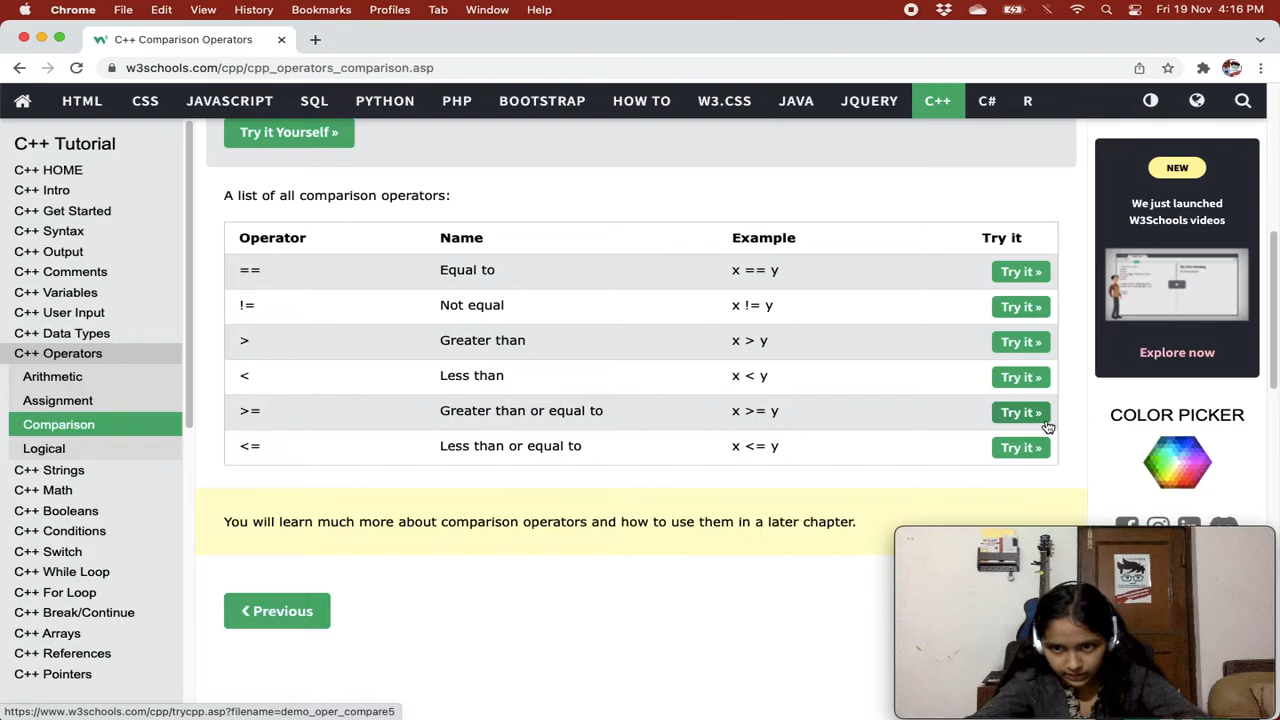 Chrome File Edit View History Bookmarks Profiles Tab Window Help Fri 19 Nov 4:16 PM
C++ Comparison Operators
w3schools.com/cpp/cpp_operators_comparison.asp
HTML CSS JAVASCRIPT SQL PYTHON PHP BOOTSTRAP HOW TO W3.CSS JAVA JQUERY C++ C# R
C++ Tutorial
C++ HOME
C++ Intro
C++ Get Started
C++ Syntax
C++ Output
C++ Comments
C++ Variables
C++ User Input
C++ Data Types
C++ Operators
Arithmetic
Assignment
Comparison
Logical
C++ Strings
C++ Math
C++ Booleans
C++ Conditions
C++ Switch
C++ While Loop
C++ For Loop
C++ Break/Continue
C++ Arrays
C++ References
C++ Pointers
Try it Yourself »
A list of all comparison operators:
Operator Name Example Try it
== Equal to x == y Try it »
!= Not equal x != y Try it »
> Greater than x > y Try it »
< Less than x < y Try it »
>= Greater than or equal to x >= y Try it »
<= Less than or equal to x <= y Try it »
You will learn much more about comparison operators and how to use them in a later chapter.
❮ Previous
NEW
We just launched
W3Schools videos
Explore now
COLOR PICKER
https://www.w3schools.com/cpp/trycpp.asp?filename=demo_oper_compare5